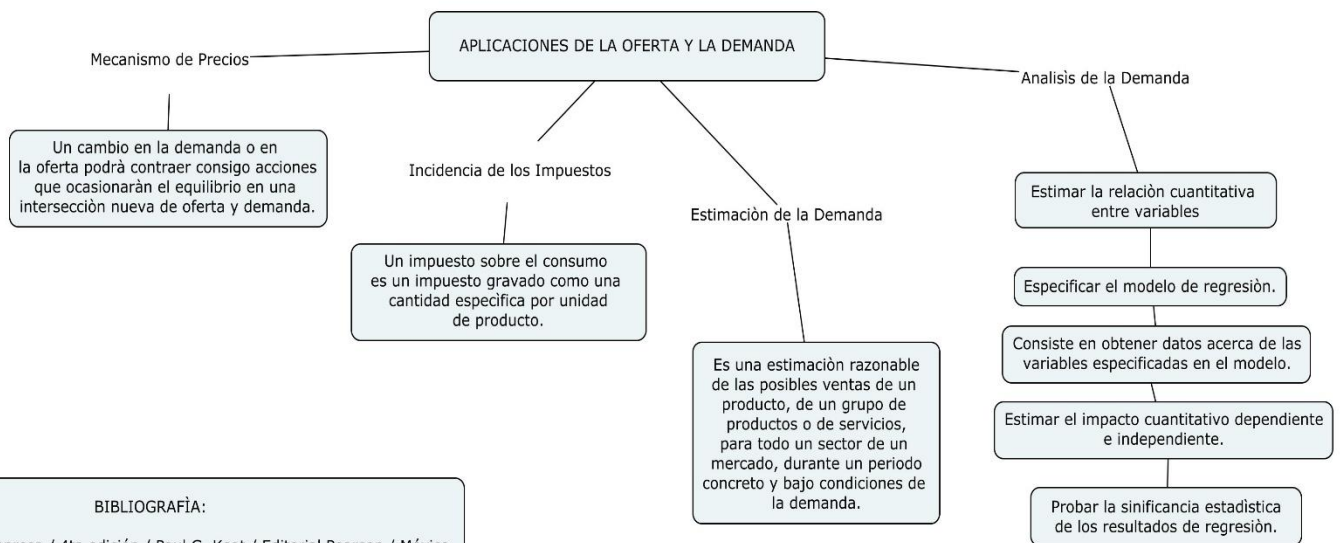 APLICACIONES DE LA OFERTA Y LA DEMANDA
Mecanismo de Precios
Un cambio en la demanda o en
la oferta podrà contraer consigo acciones
que ocasionaràn el equilibrio en una
intersecciòn nueva de oferta y demanda.
Incidencia de los Impuestos
Un impuesto sobre el consumo
es un impuesto gravado como una
cantidad especìfica por unidad
de producto.
Estimaciòn de la Demanda
Es una estimaciòn razonable
de las posibles ventas de un
producto, de un grupo de
productos o de servicios,
para todo un sector de un
mercado, durante un periodo
concreto y bajo condiciones de
la demanda.
Analisìs de la Demanda
Estimar la relaciòn cuantitativa
entre variables
Especificar el modelo de regresiòn.
Consiste en obtener datos acerca de las
variables especificadas en el modelo.
Estimar el impacto cuantitativo dependiente
e independiente.
Probar la sinificancia estadìstica
de los resultados de regresiòn.
BIBLIOGRAFÌA:
/ 4ta edición / Paul G. Keat / Editorial Pearson / México